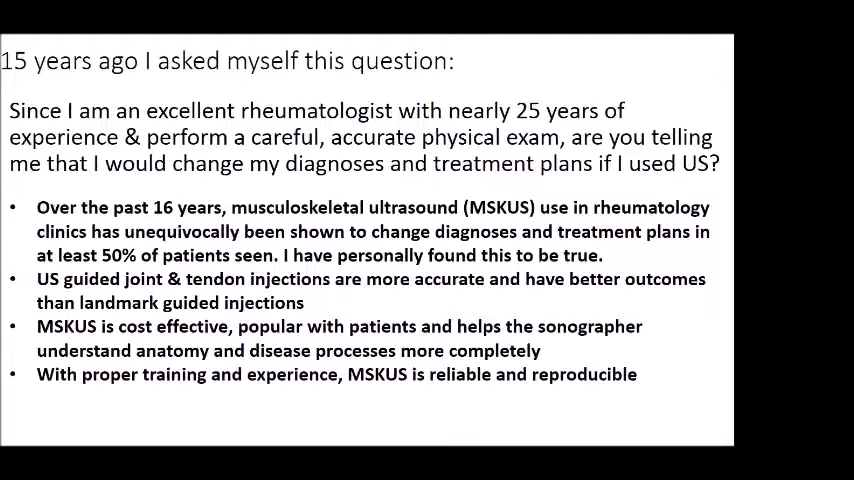 15 years ago I asked myself this question:
Since I am an excellent rheumatologist with nearly 25 years of
experience & perform a careful, accurate physical exam, are you telling
me that I would change my diagnoses and treatment plans if I used US?
• Over the past 16 years, musculoskeletal ultrasound (MSKUS) use in rheumatology
clinics has unequivocally been shown to change diagnoses and treatment plans in
at least 50% of patients seen. I have personally found this to be true.
• US guided joint & tendon injections are more accurate and have better outcomes
than landmark guided injections
• MSKUS is cost effective, popular with patients and helps the sonographer
understand anatomy and disease processes more completely
• With proper training and experience, MSKUS is reliable and reproducible